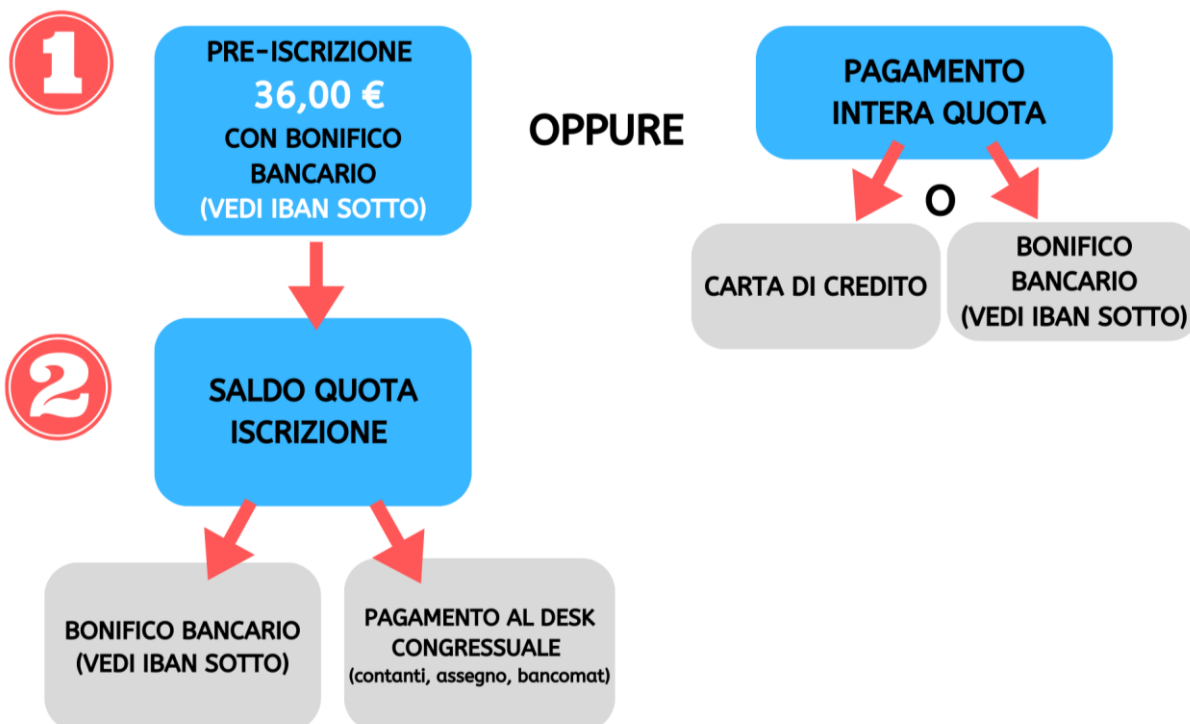 1
PRE-ISCRIZIONE
36,00 €
CON BONIFICO
BANCARIO
(VEDI IBAN SOTTO)
OPPURE
PAGAMENTO
INTERA QUOTA
O
CARTA DI CREDITO
BONIFICO
BANCARIO
(VEDI IBAN SOTTO)
2
SALDO QUOTA
ISCRIZIONE
BONIFICO BANCARIO
(VEDI IBAN SOTTO)
PAGAMENTO AL DESK
CONGRESSUALE
(contanti, assegno, bancomat)